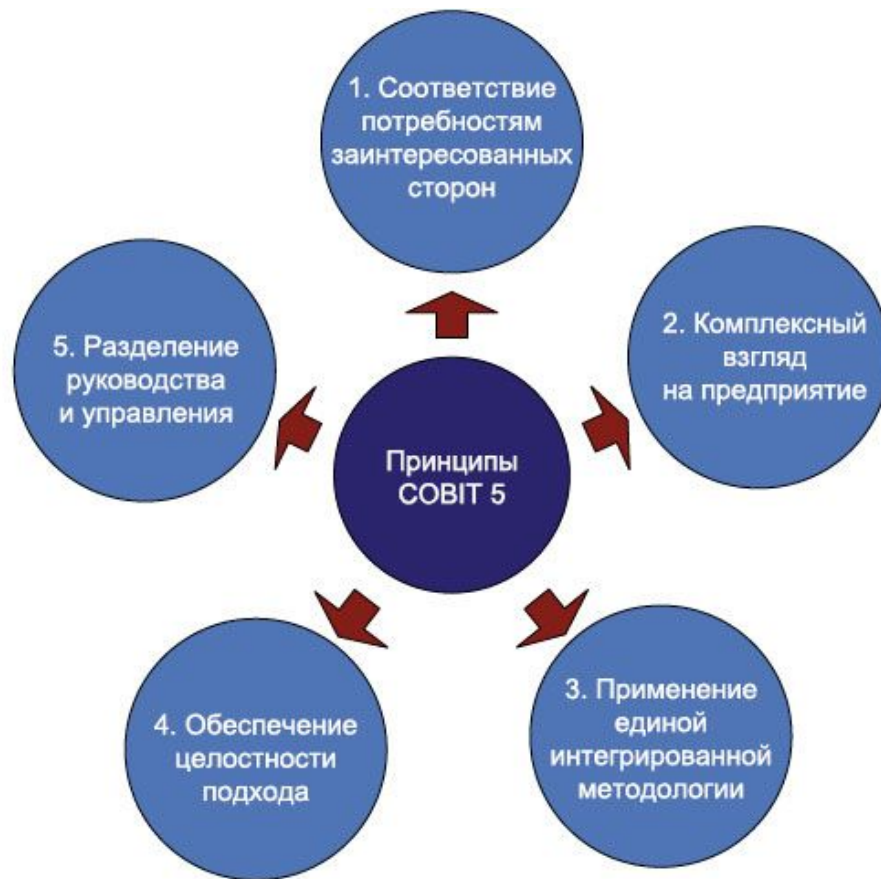 1. Соответствие
потребностям
заинтересованных
сторон
2. Комплексный
взгляд
на предприятие
3. Применение
единой
интегрированной
методологии
4. Обеспечение
целостности
подхода
5. Разделение
руководства
и управления
Принципы
COBIT 5